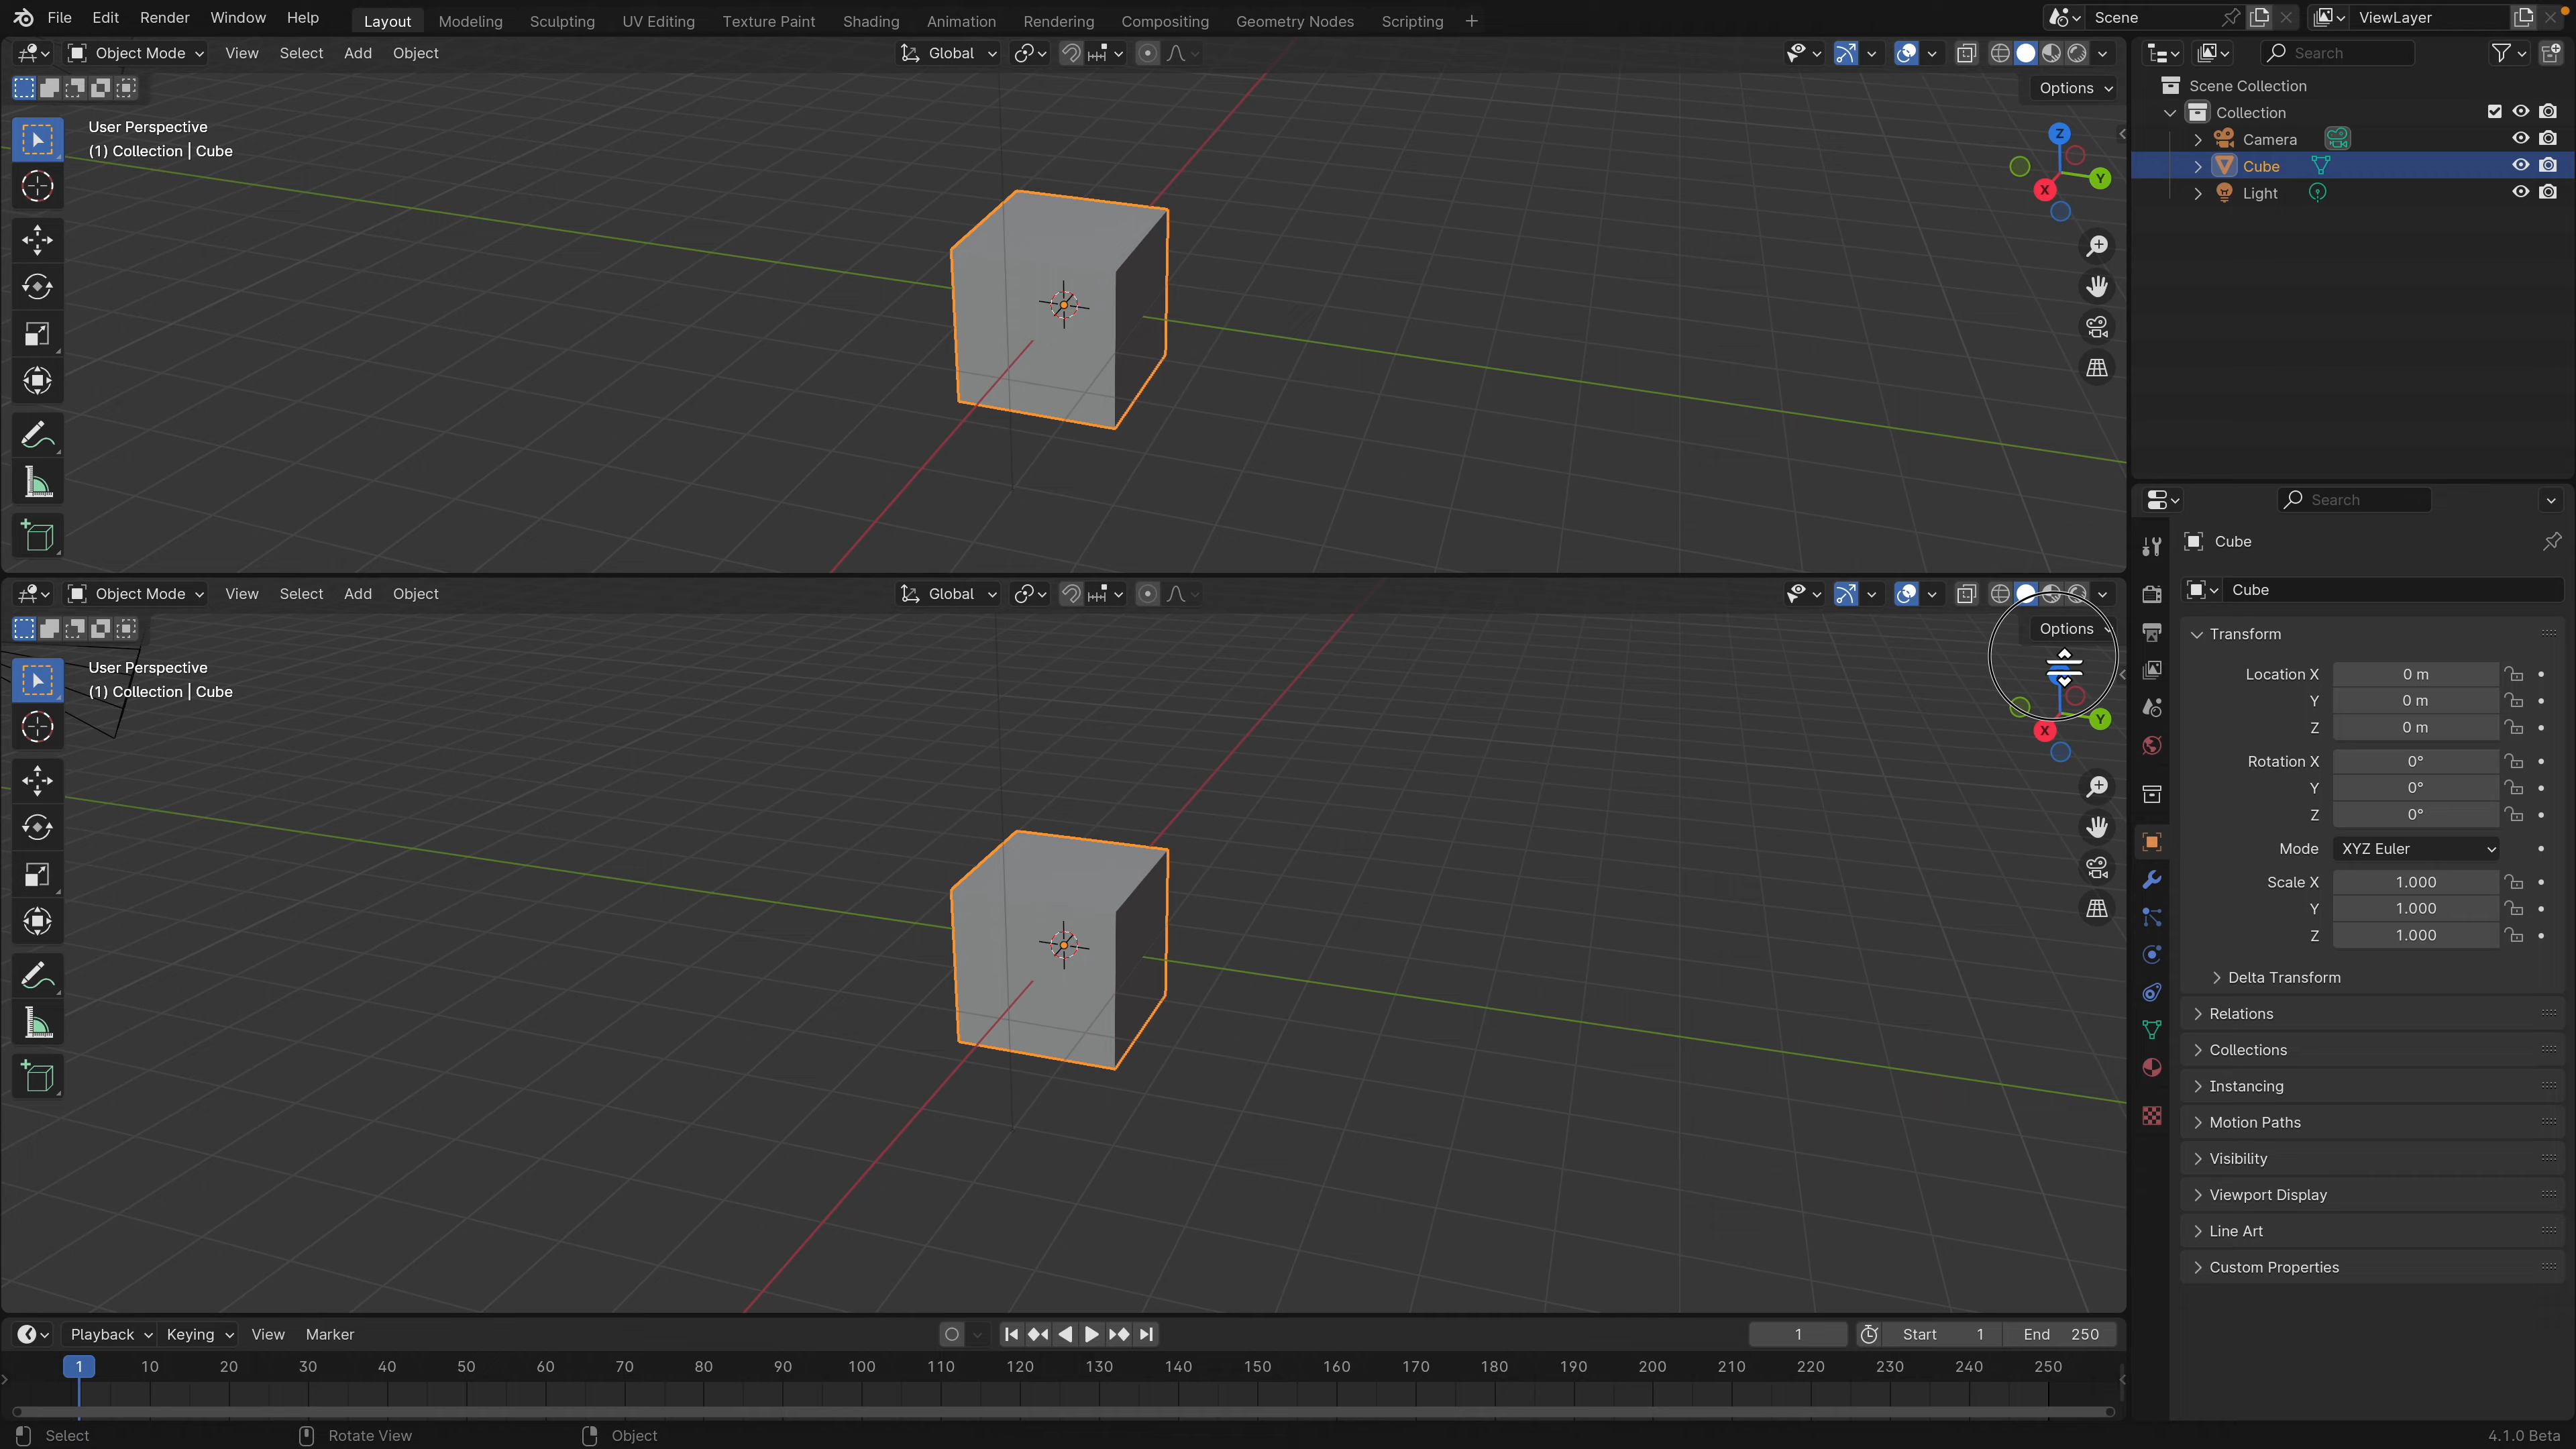 File Edit Render Window Help Layout Modeling Sculpting UV Editing Texture Paint Shading Animation Rendering Compositing Geometry Nodes Scripting + Scene ViewLayer
Object Mode View Select Add Object Global
Options
User Perspective
(1) Collection | Cube
Z
Y
X
Search
Scene Collection
Collection
Camera
Cube
Light
Object Mode View Select Add Object Global
Options
User Perspective
(1) Collection | Cube
Y
X
Search
Cube
Cube
Transform
Location X 0 m
Y 0 m
Z 0 m
Rotation X 0°
Y 0°
Z 0°
Mode XYZ Euler
Scale X 1.000
Y 1.000
Z 1.000
Delta Transform
Relations
Collections
Instancing
Motion Paths
Visibility
Viewport Display
Line Art
Custom Properties
Playback Keying View Marker 1 Start 1 End 250
1 10 20 30 40 50 60 70 80 90 100 110 120 130 140 150 160 170 180 190 200 210 220 230 240 250
Select Rotate View Object 4.1.0 Beta